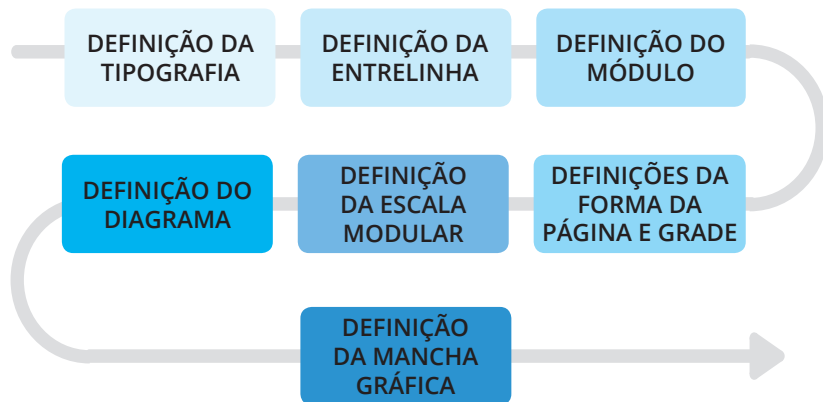 DEFINIÇÃO DA
TIPOGRAFIA
DEFINIÇÃO DA
ENTRELINHA
DEFINIÇÃO DO
MÓDULO
DEFINIÇÕES DA
FORMA DA
PÁGINA E GRADE
DEFINIÇÃO
DA ESCALA
MODULAR
DEFINIÇÃO DO
DIAGRAMA
DEFINIÇÃO
DA MANCHA
GRÁFICA